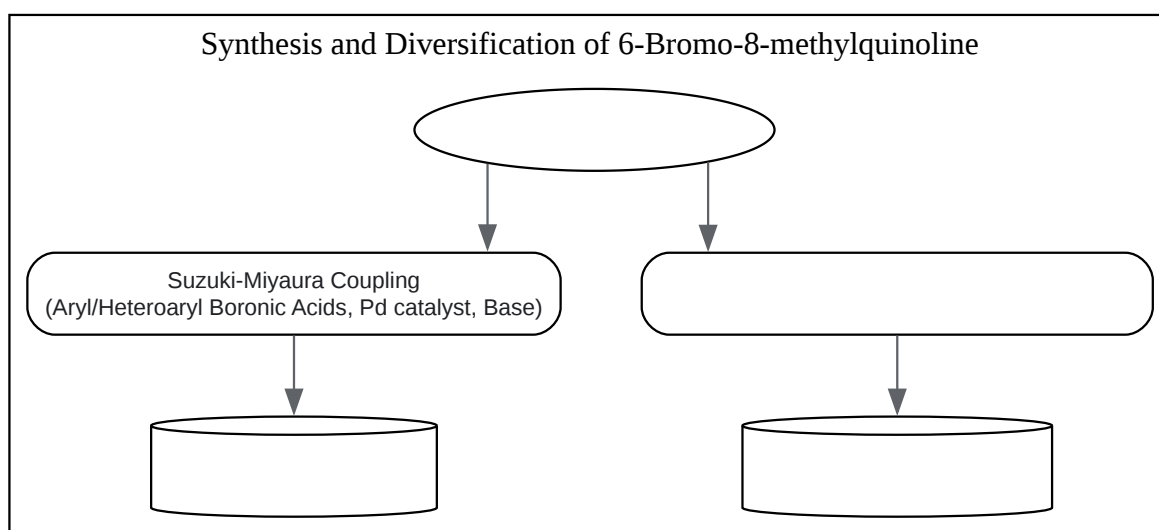 Synthesis and Diversification of 6-Bromo-8-methylquinoline
Suzuki-Miyaura Coupling
(Aryl/Heteroaryl Boronic Acids, Pd catalyst, Base)